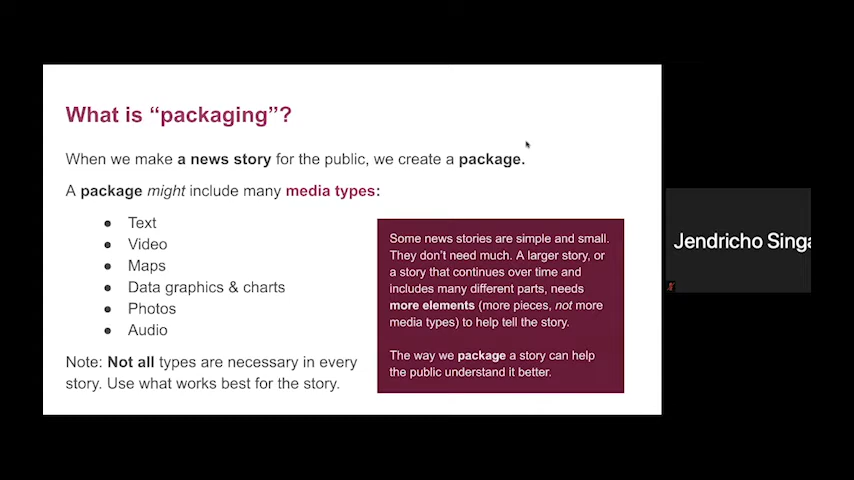 What is “packaging”?
When we make a news story for the public, we create a package.
A package might include many media types:
● Text
● Video
● Maps
● Data graphics & charts
● Photos
● Audio
Note: Not all types are necessary in every
story. Use what works best for the story.
Some news stories are simple and small.
They don’t need much. A larger story, or
a story that continues over time and
includes many different parts, needs
more elements (more pieces, not more
media types) to help tell the story.
The way we package a story can help
the public understand it better.
Jendricho Singa